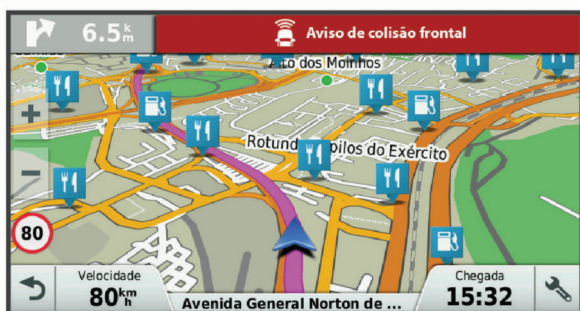 6.5 km
Aviso de colisão frontal
Alto dos Moinhos
Rotund pilos do Exército
80
Velocidade
80 km h
Avenida General Norton de ...
Chegada
15:32